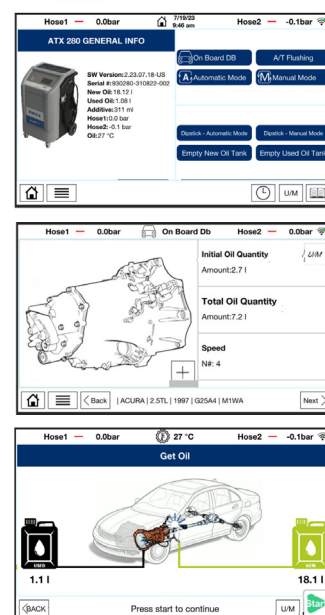 Hose1 — 0.0bar 7/19/23 9:46 am Hose2 — -0.1bar
ATX 280 GENERAL INFO
SW Version:2.23.07.18-US
Serial #:930280-310822-002
New Oil:18.12 l
Used Oil:1.08 l
Additive:311 ml
Hose1:0.0 bar
Hose2:-0.1 bar
Oil:27 °C
On Board DB
A/T Flushing
A Automatic Mode
M Manual Mode
Dipstick - Automatic Mode
Dipstick - Manual Mode
Empty New Oil Tank
Empty Used Oil Tank
U/M
Hose1 — 0.0bar On Board Db Hose2 — 0.0bar
Initial Oil Quantity
U/M
Amount:2.7 l
Total Oil Quantity
Amount:7.2 l
Speed
N#: 4
+
< Back | ACURA | 2.5TL | 1997 | G25A4 | M1WA Next >
Hose1 — 0.0bar 27 °C Hose2 — -0.1bar
Get Oil
USED
NEW
1.1 l
18.1 l
<BACK Press start to continue U/M Start